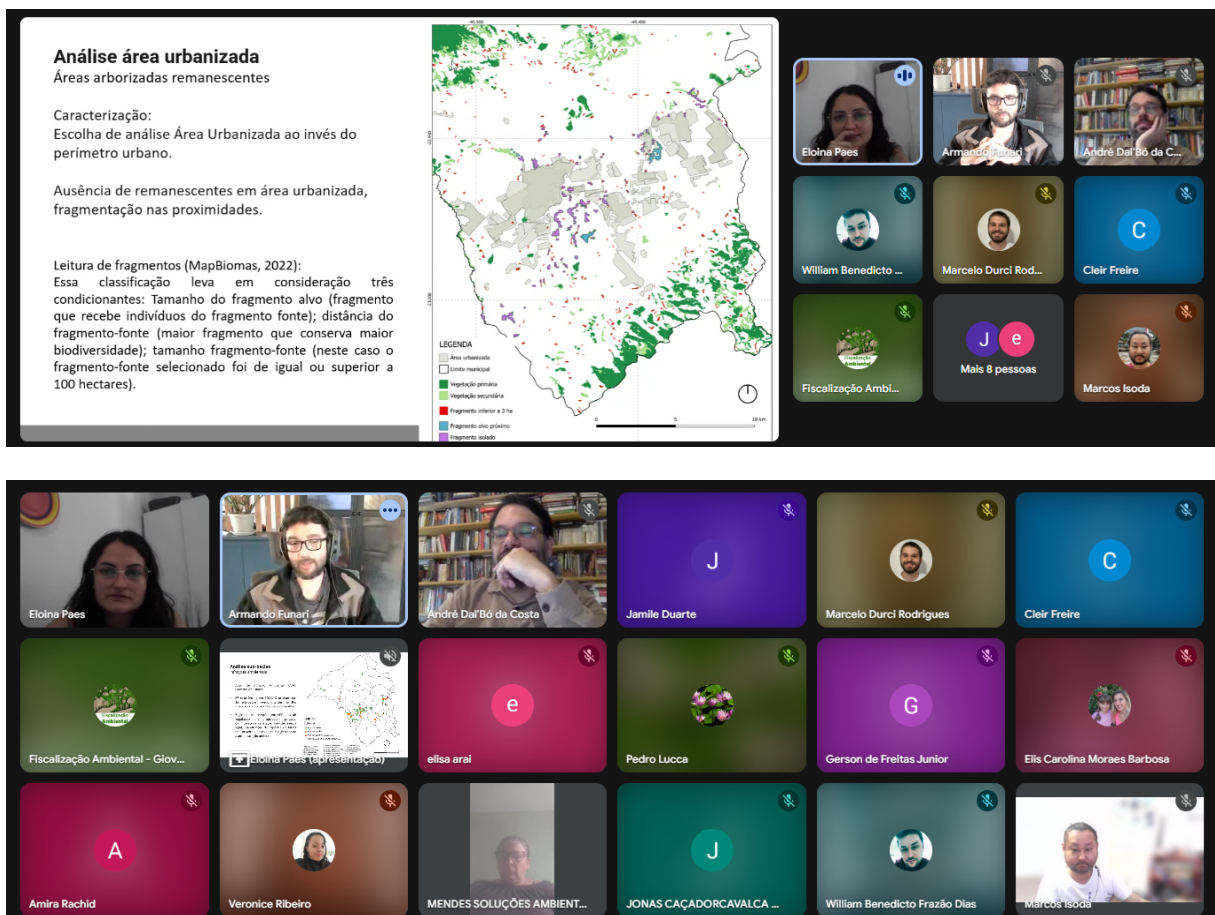 Análise área urbanizada
Áreas arborizadas remanescentes
Caracterização:
Escolha de análise Área Urbanizada ao invés do
perímetro urbano.
Ausência de remanescentes em área urbanizada,
fragmentação nas proximidades.
Leitura de fragmentos (MapBiomas, 2022):
Essa classificação leva em consideração três
condicionantes: Tamanho do fragmento alvo (fragmento
que recebe indivíduos do fragmento fonte); distância do
fragmento-fonte (maior fragmento que conserva maior
biodiversidade); tamanho fragmento-fonte (neste caso o
fragmento-fonte selecionado foi de igual ou superior a
100 hectares).
LEGENDA
Área urbanizada
Limite municipal
Vegetação primária
Vegetação secundária
Fragmento inferior a 3 ha
Fragmento alvo próximo
Fragmento isolado
0 5 10 km
Eloina Paes
Armando Funari
André Dal'Bó da C...
William Benedicto ...
Marcelo Durci Rod...
C
Cleir Freire
Fiscalização Ambiental
Fiscalização Ambi...
J e
Mais 8 pessoas
Marcos Isoda
Eloina Paes
Armando Funari
André Dal'Bó da Costa
J
Jamile Duarte
Marcelo Durci Rodrigues
C
Cleir Freire
Fiscalização Ambiental
Fiscalização Ambiental - Giov...
Eloina Paes (apresentação)
e
elisa arai
Pedro Lucca
G
Gerson de Freitas Junior
Elis Carolina Moraes Barbosa
A
Amira Rachid
Veronice Ribeiro
MENDES SOLUÇÕES AMBIENT...
J
JONAS CAÇADORCAVALCA ...
William Benedicto Frazão Dias
Marcos Isoda